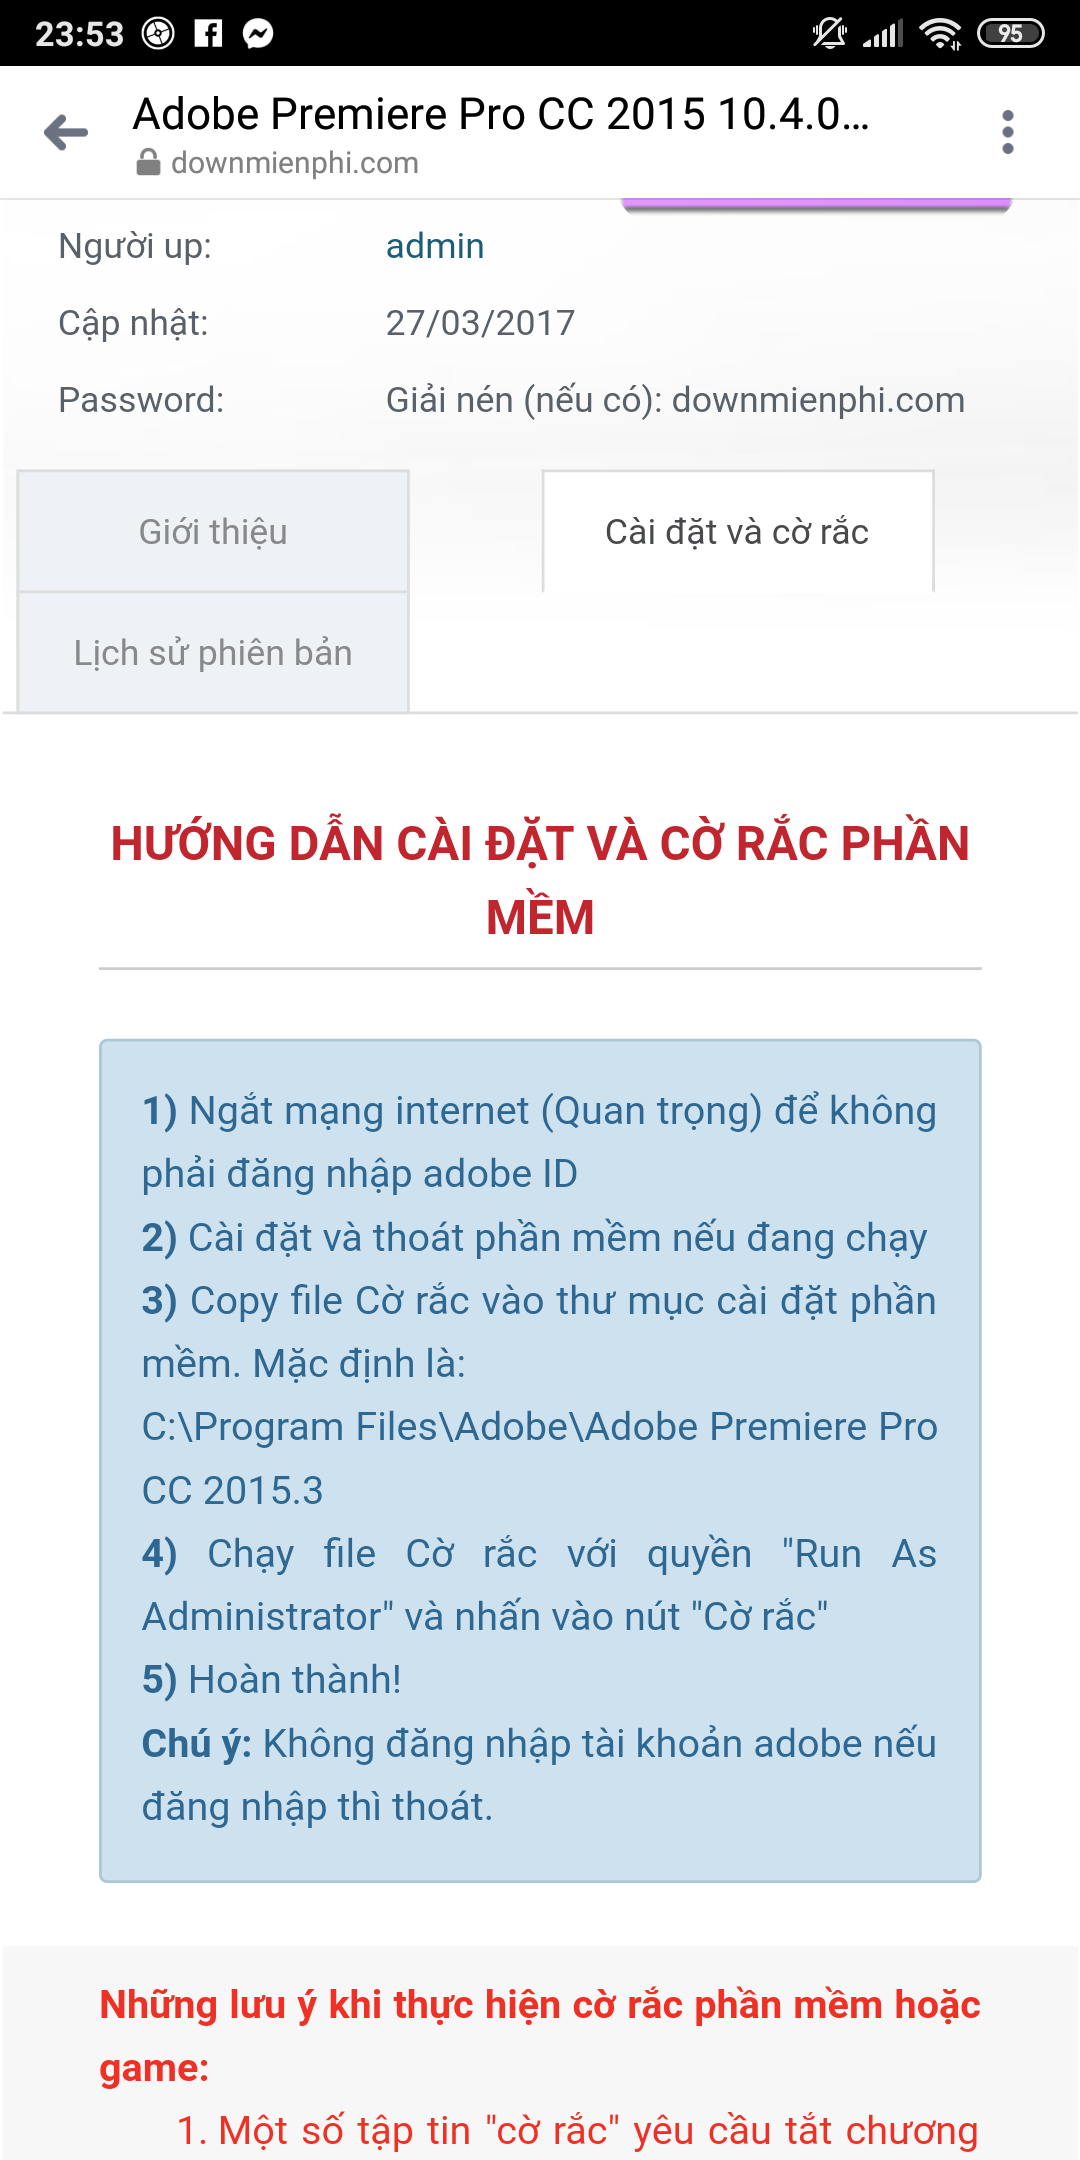 23:53
95
Adobe Premiere Pro CC 2015 10.4.0...
downmienphi.com
Người up: admin
Cập nhật: 27/03/2017
Password: Giải nén (nếu có): downmienphi.com
Giới thiệu
Cài đặt và cờ rắc
Lịch sử phiên bản
HƯỚNG DẪN CÀI ĐẶT VÀ CỜ RẮC PHẦN
MỀM
1) Ngắt mạng internet (Quan trọng) để không
phải đăng nhập adobe ID
2) Cài đặt và thoát phần mềm nếu đang chạy
3) Copy file Cờ rắc vào thư mục cài đặt phần
mềm. Mặc định là:
C:\Program Files\Adobe\Adobe Premiere Pro
CC 2015.3
4) Chạy file Cờ rắc với quyền "Run As
Administrator" và nhấn vào nút "Cờ rắc"
5) Hoàn thành!
Chú ý: Không đăng nhập tài khoản adobe nếu
đăng nhập thì thoát.
Những lưu ý khi thực hiện cờ rắc phần mềm hoặc
game:
1. Một số tập tin "cờ rắc" yêu cầu tắt chương